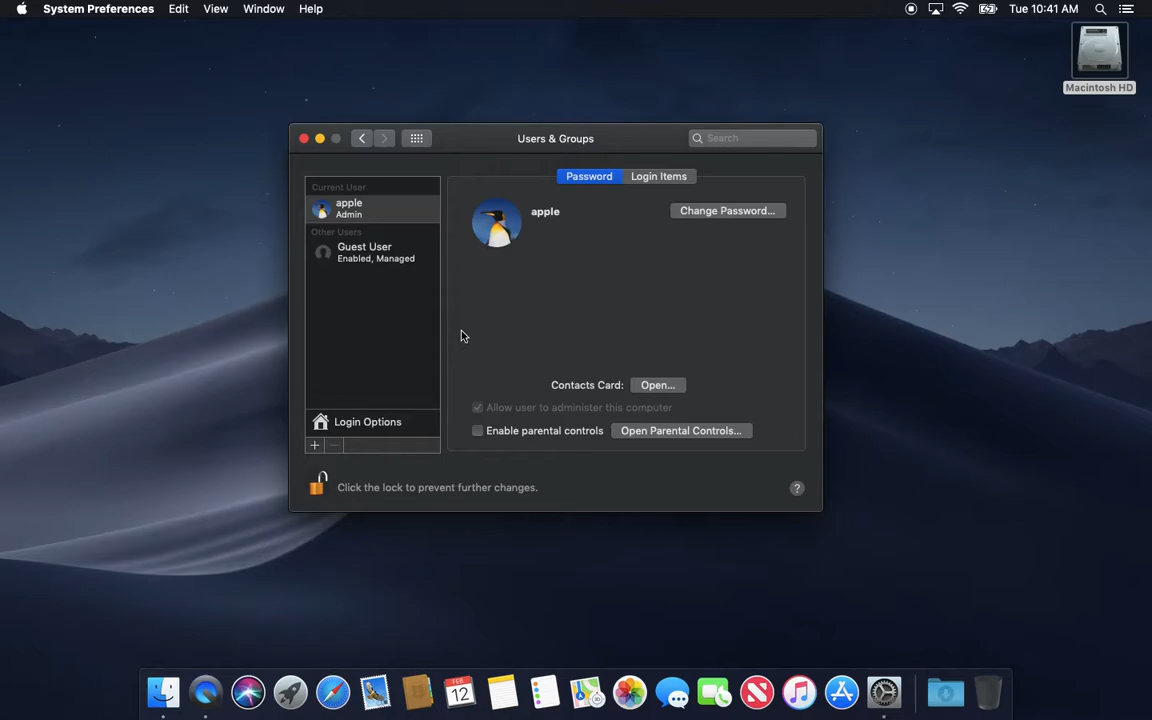 System Preferences Edit View Window Help Tue 10:41 AM
Macintosh HD
Users & Groups
Search
Password Login Items
Current User
apple
Admin
Other Users
Guest User
Enabled, Managed
Login Options
apple
Change Password...
Contacts Card: Open...
Allow user to administer this computer
Enable parental controls Open Parental Controls...
Click the lock to prevent further changes.
?
FEB
12